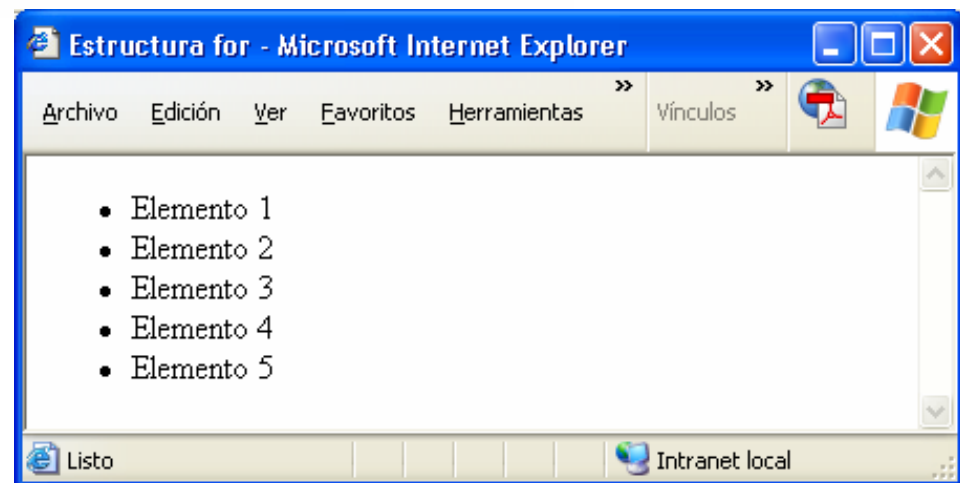 Estructura for - Microsoft Internet Explorer
Archivo Edición Ver Favoritos Herramientas » Vínculos »
• Elemento 1
• Elemento 2
• Elemento 3
• Elemento 4
• Elemento 5
Listo Intranet local